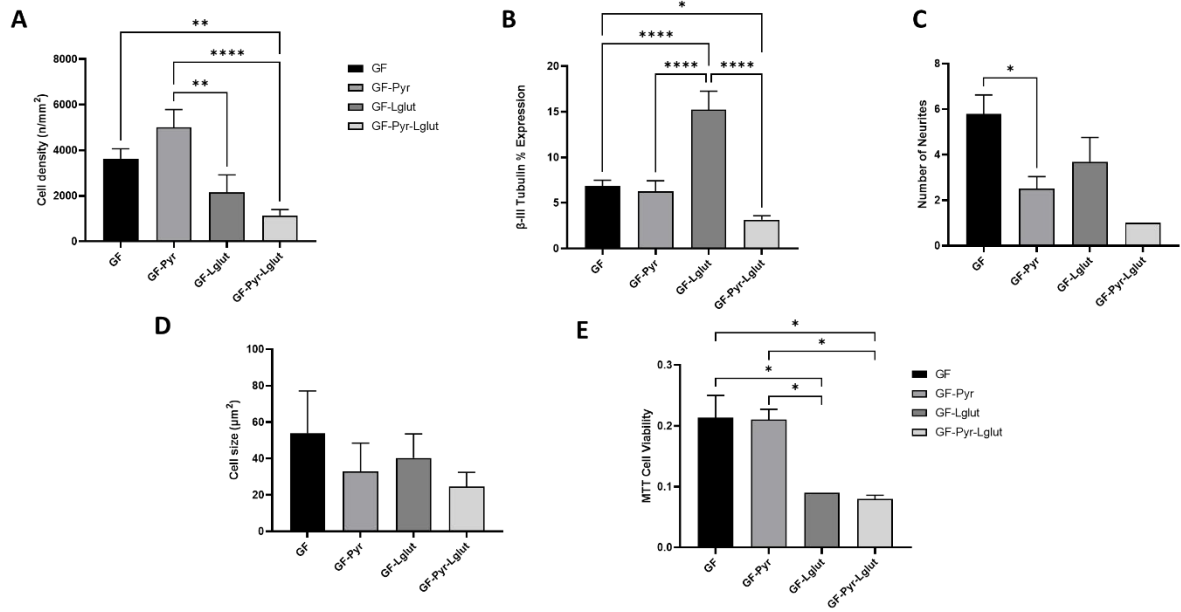 A
**
****
**
8000
6000
4000
2000
0
Cell density (n/mm²)
GF
GF-Pyr
GF-Lglut
GF-Pyr-Lglut
GF
GF-Pyr
GF-Lglut
GF-Pyr-Lglut
B
*
****
****
****
20
15
10
5
0
β-III Tubulin % Expression
GF
GF-Pyr
GF-Lglut
GF-Pyr-Lglut
C
*
8
6
4
2
0
Number of Neurites
GF
GF-Pyr
GF-Lglut
GF-Pyr-Lglut
D
100
80
60
40
20
0
Cell size (µm²)
GF
GF-Pyr
GF-Lglut
GF-Pyr-Lglut
E
*
*
*
*
0.3
0.2
0.1
0.0
MTT Cell Viability
GF
GF-Pyr
GF-Lglut
GF-Pyr-Lglut
GF
GF-Pyr
GF-Lglut
GF-Pyr-Lglut